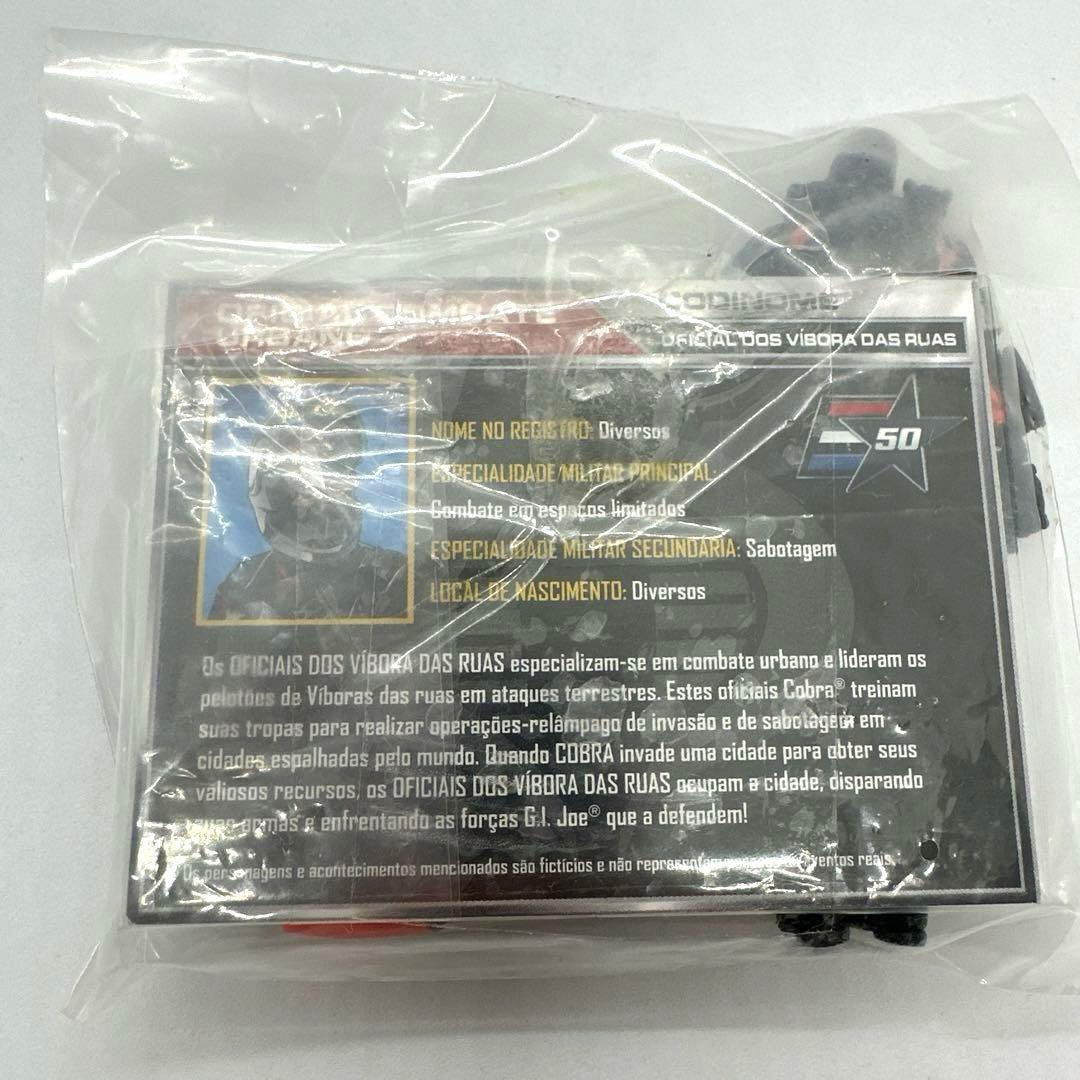 URBANO
CODINOME
OFICIAL DOS VÍBORA DAS RUAS
50
NOME NO REGISTRO: Diversos
ESPECIALIDADE MILITAR PRINCIPAL:
Combate em espaços limitados
ESPECIALIDADE MILITAR SECUNDÁRIA: Sabotagem
LOCAL DE NASCIMENTO: Diversos
Os OFICIAIS DOS VÍBORA DAS RUAS especializam-se em combate urbano e lideram os
pelotões de Víboras das ruas em ataques terrestres. Estes oficiais Cobra® treinam
suas tropas para realizar operações-relâmpago de invasão e de sabotagem em
cidades espalhadas pelo mundo. Quando COBRA invade uma cidade para obter seus
valiosos recursos, os OFICIAIS DOS VÍBORA DAS RUAS ocupam a cidade, disparando
suas armas e enfrentando as forças G.I. Joe® que a defendem!
Os personagens e acontecimentos mencionados são fictícios e não representam eventos reais.